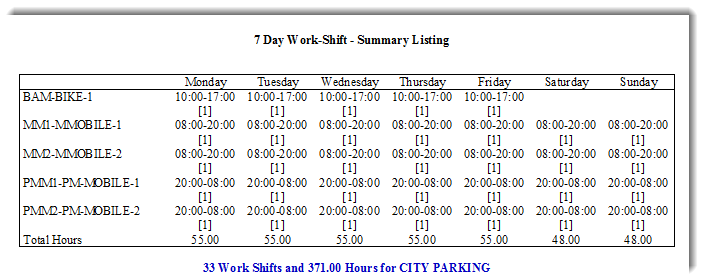 7 Day Work-Shift - Summary Listing
Monday Tuesday Wednesday Thursday Friday Saturday Sunday
BAM-BIKE-1 10:00-17:00 10:00-17:00 10:00-17:00 10:00-17:00 10:00-17:00
[1] [1] [1] [1] [1]
MM1-MMOBILE-1 08:00-20:00 08:00-20:00 08:00-20:00 08:00-20:00 08:00-20:00 08:00-20:00 08:00-20:00
[1] [1] [1] [1] [1] [1] [1]
MM2-MMOBILE-2 08:00-20:00 08:00-20:00 08:00-20:00 08:00-20:00 08:00-20:00 08:00-20:00 08:00-20:00
[1] [1] [1] [1] [1] [1] [1]
PMM1-PM-MOBILE-1 20:00-08:00 20:00-08:00 20:00-08:00 20:00-08:00 20:00-08:00 20:00-08:00 20:00-08:00
[1] [1] [1] [1] [1] [1] [1]
PMM2-PM-MOBILE-2 20:00-08:00 20:00-08:00 20:00-08:00 20:00-08:00 20:00-08:00 20:00-08:00 20:00-08:00
[1] [1] [1] [1] [1] [1] [1]
Total Hours 55.00 55.00 55.00 55.00 55.00 48.00 48.00
33 Work Shifts and 371.00 Hours for CITY PARKING